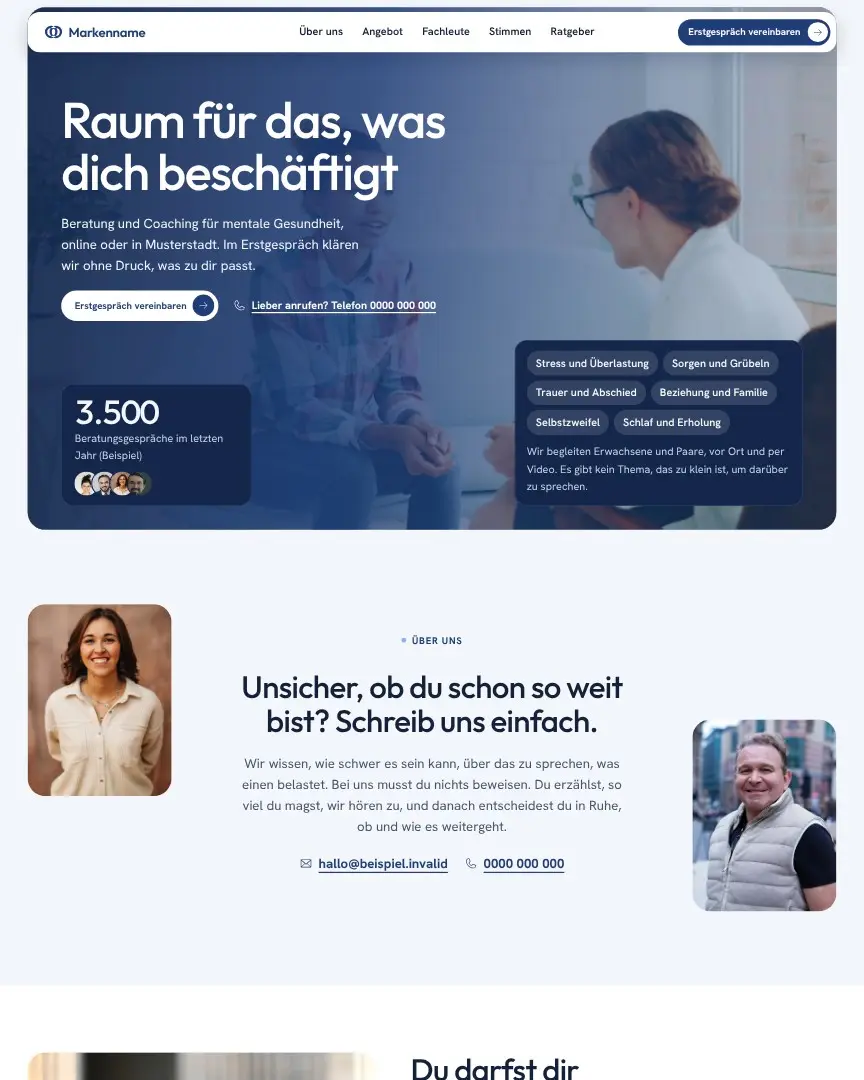 Markenname
Über uns
Angebot
Fachleute
Stimmen
Ratgeber
Erstgespräch vereinbaren
Raum für das, was
dich beschäftigt
Beratung und Coaching für mentale Gesundheit,
online oder in Musterstadt. Im Erstgespräch klären
wir ohne Druck, was zu dir passt.
Erstgespräch vereinbaren
Lieber anrufen? Telefon 0000 000 000
3.500
Beratungsgespräche im letzten
Jahr (Beispiel)
Stress und Überlastung
Sorgen und Grübeln
Trauer und Abschied
Beziehung und Familie
Selbstzweifel
Schlaf und Erholung
Wir begleiten Erwachsene und Paare, vor Ort und per
Video. Es gibt kein Thema, das zu klein ist, um darüber
zu sprechen.
ÜBER UNS
Unsicher, ob du schon so weit
bist? Schreib uns einfach.
Wir wissen, wie schwer es sein kann, über das zu sprechen, was
einen belastet. Bei uns musst du nichts beweisen. Du erzählst, so
viel du magst, wir hören zu, und danach entscheidest du in Ruhe,
ob und wie es weitergeht.
hallo@beispiel.invalid
0000 000 000
Du darfst dir